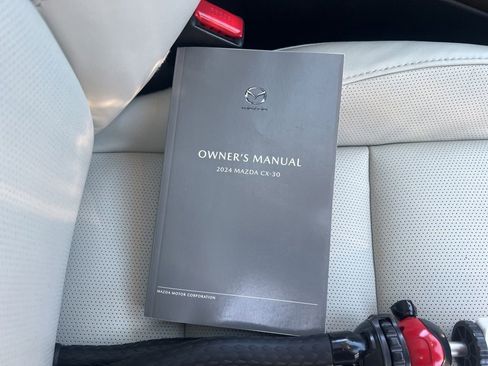 OWNER'S MANUAL
2024 MAZDA CX-30
MAZDA MOTOR CORPORATION